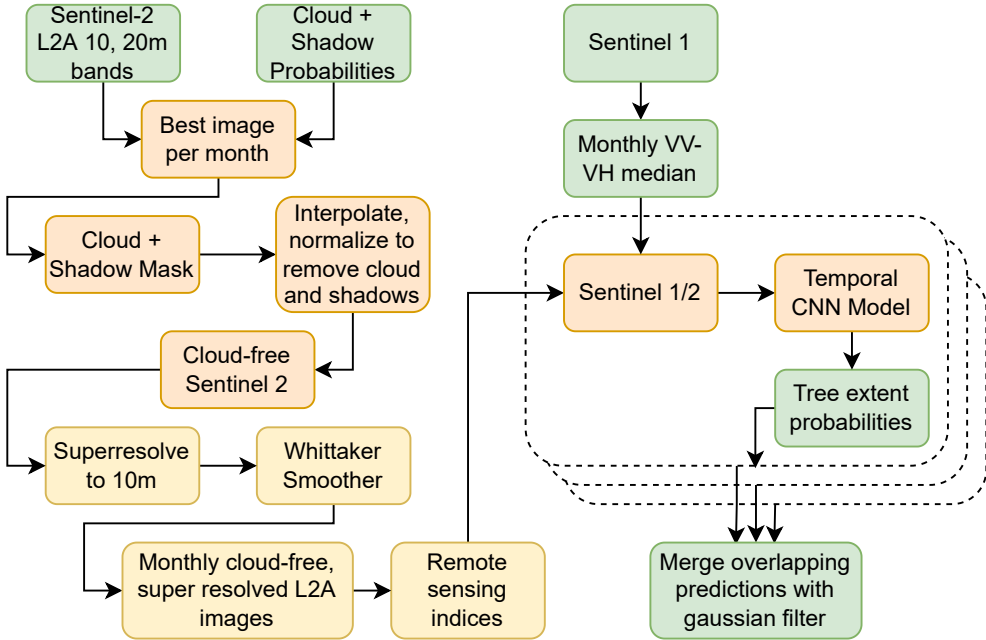 Sentinel-2
L2A 10, 20m
bands
Cloud +
Shadow
Probabilities
Best image
per month
Cloud +
Shadow Mask
Interpolate,
normalize to
remove cloud
and shadows
Cloud-free
Sentinel 2
Superresolve
to 10m
Whittaker
Smoother
Monthly cloud-free,
super resolved L2A
images
Remote
sensing
indices
Sentinel 1
Monthly VV-
VH median
Sentinel 1/2
Temporal
CNN Model
Tree extent
probabilities
Merge overlapping
predictions with
gaussian filter